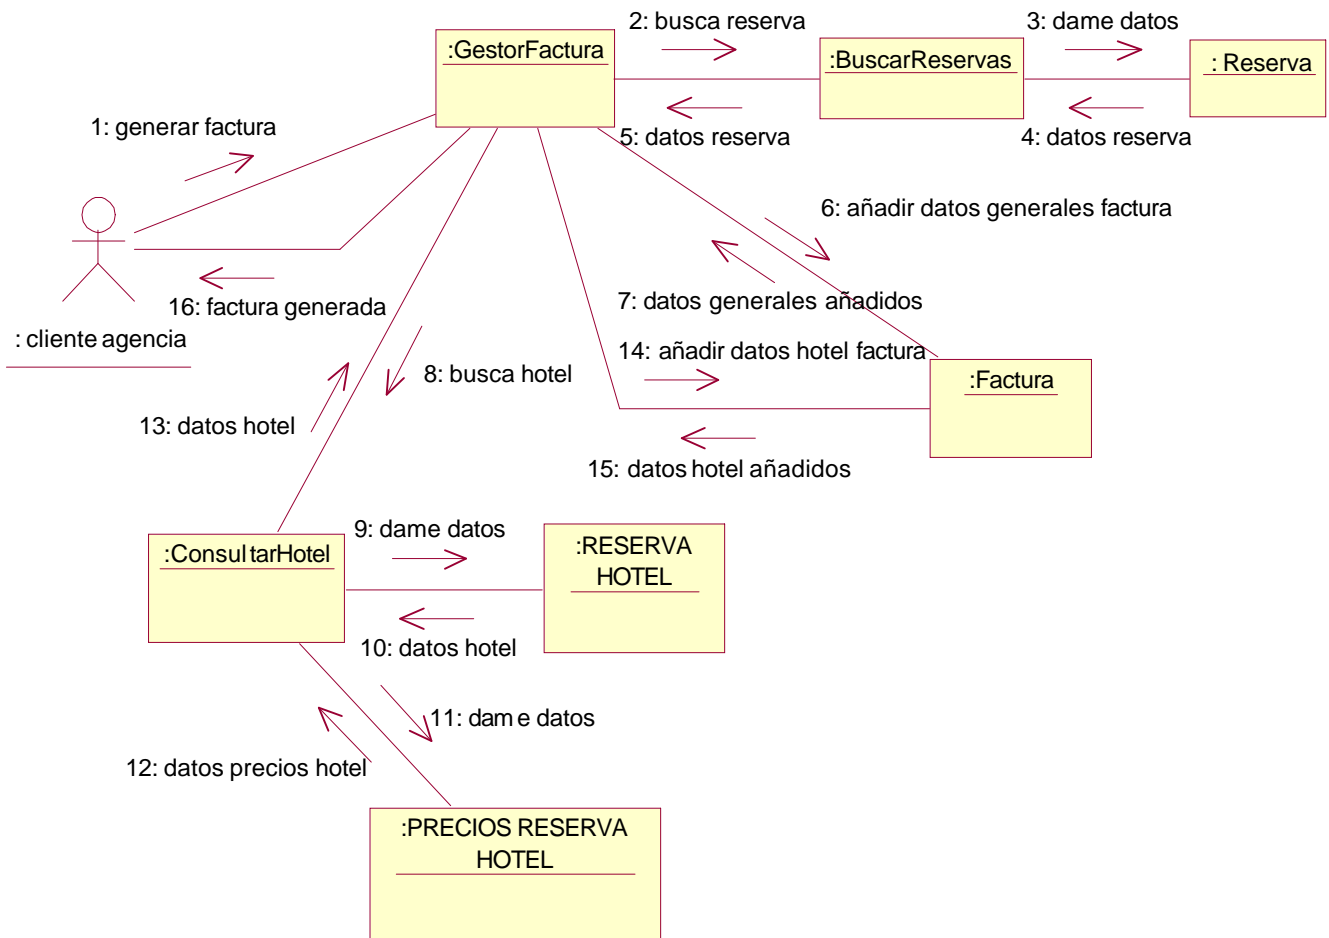 2: busca reserva
3: dame datos
:GestorFactura
:BuscarReservas
: Reserva
1: generar factura
5: datos reserva
4: datos reserva
6: añadir datos generales factura
16: factura generada
7: datos generales añadidos
: cliente agencia
14: añadir datos hotel factura
8: busca hotel
:Factura
13: datos hotel
15: datos hotel añadidos
9: dame datos
:ConsultarHotel
:RESERVA
HOTEL
10: datos hotel
11: dame datos
12: datos precios hotel
:PRECIOS RESERVA
HOTEL